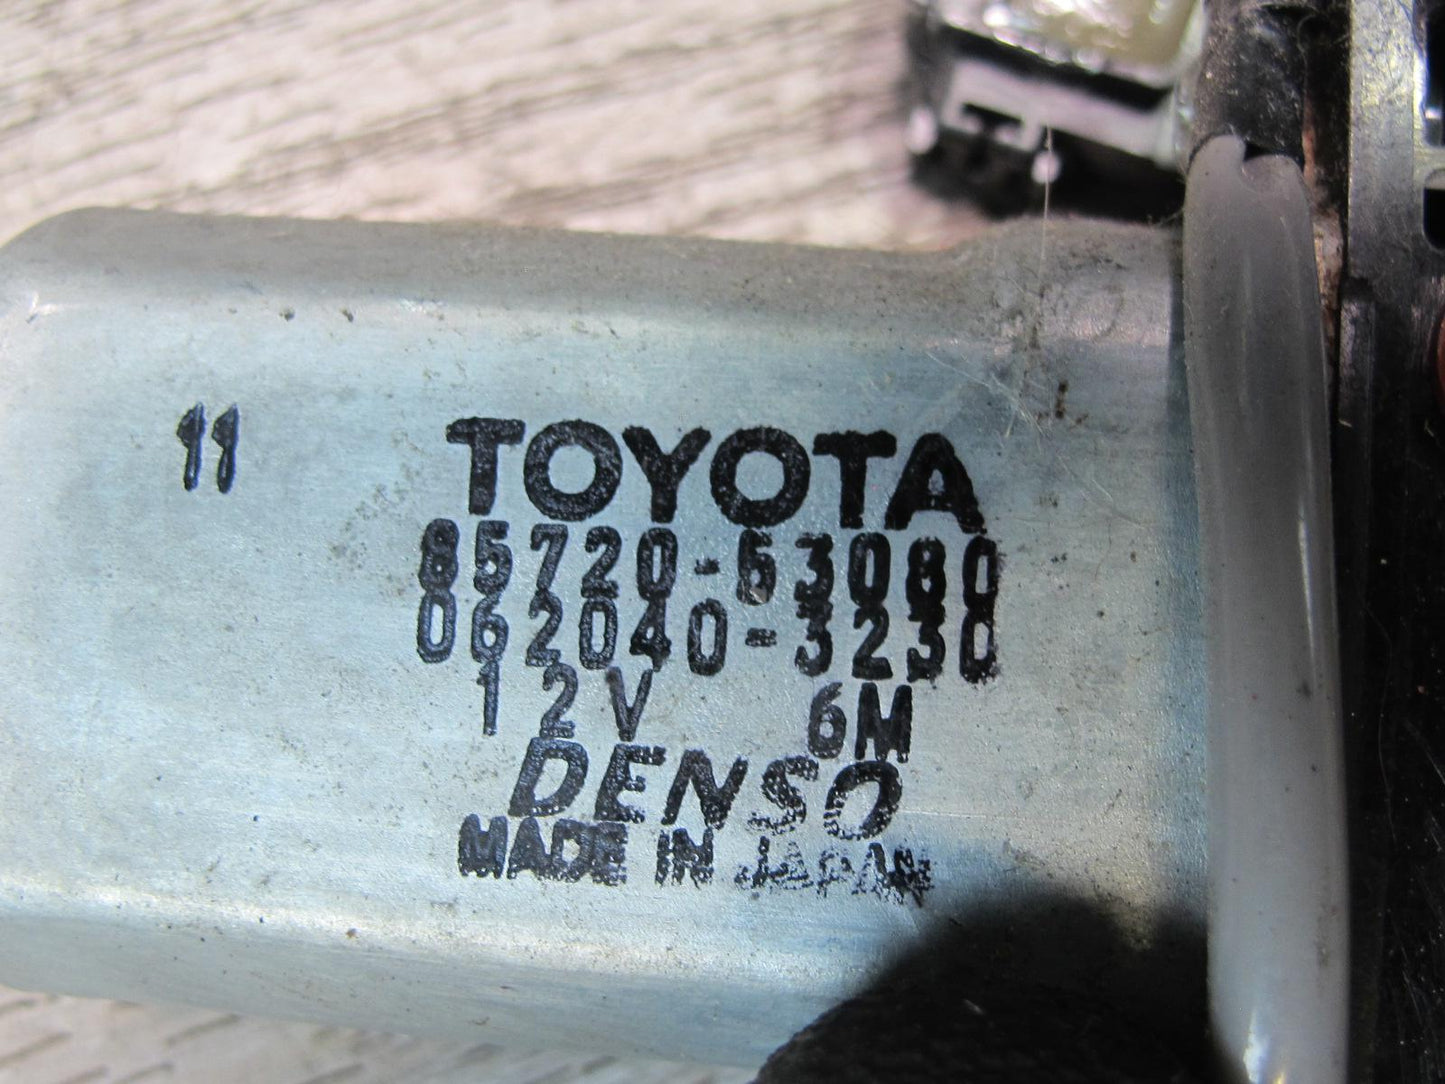 11
TOYOTA
85720-53080
062040-3230
12V 6M
DENSO
MADE IN JAPAN